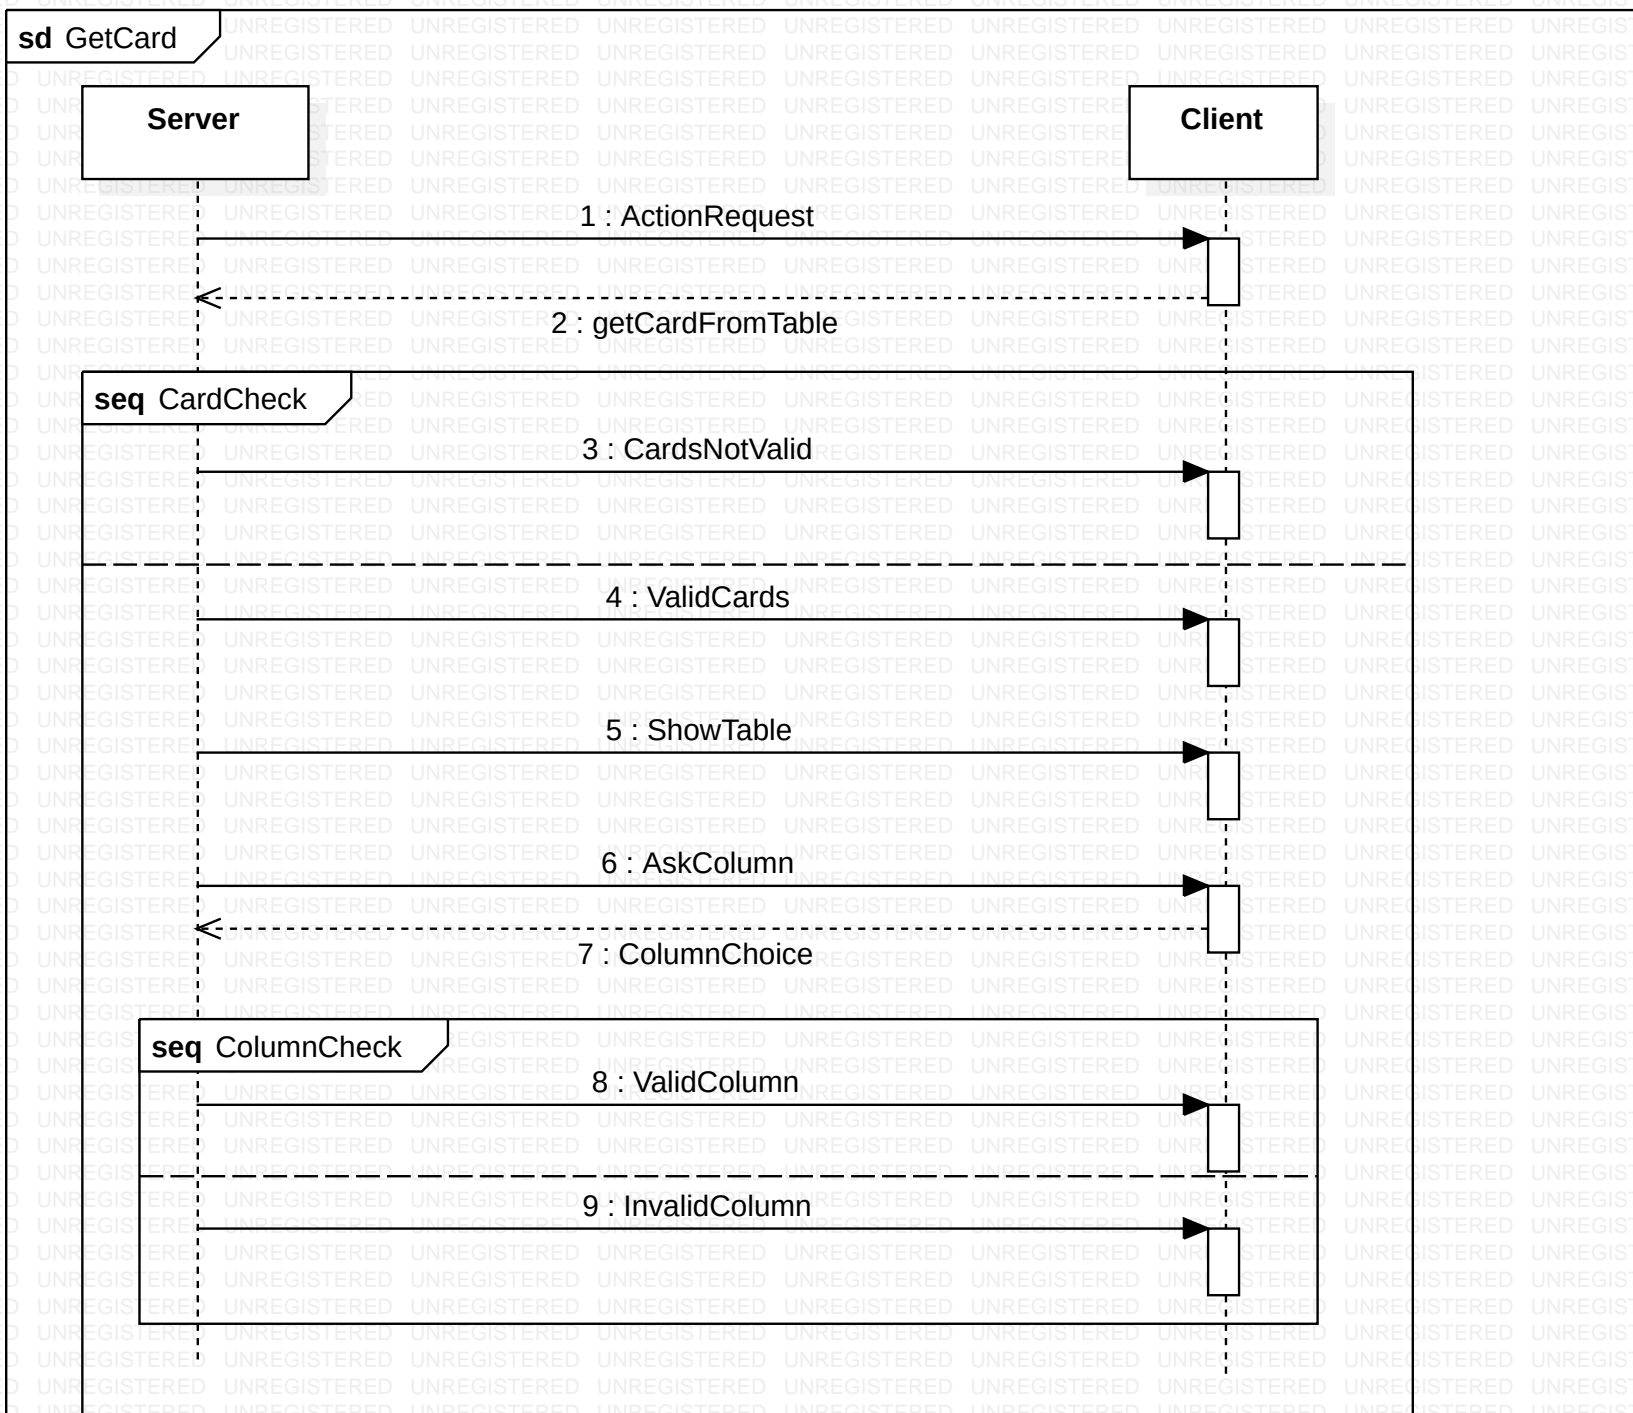 sd GetCard
Server
Client
1 : ActionRequest
2 : getCardFromTable
seq CardCheck
3 : CardsNotValid
4 : ValidCards
5 : ShowTable
6 : AskColumn
7 : ColumnChoice
seq ColumnCheck
8 : ValidColumn
9 : InvalidColumn
UNREGISTERED